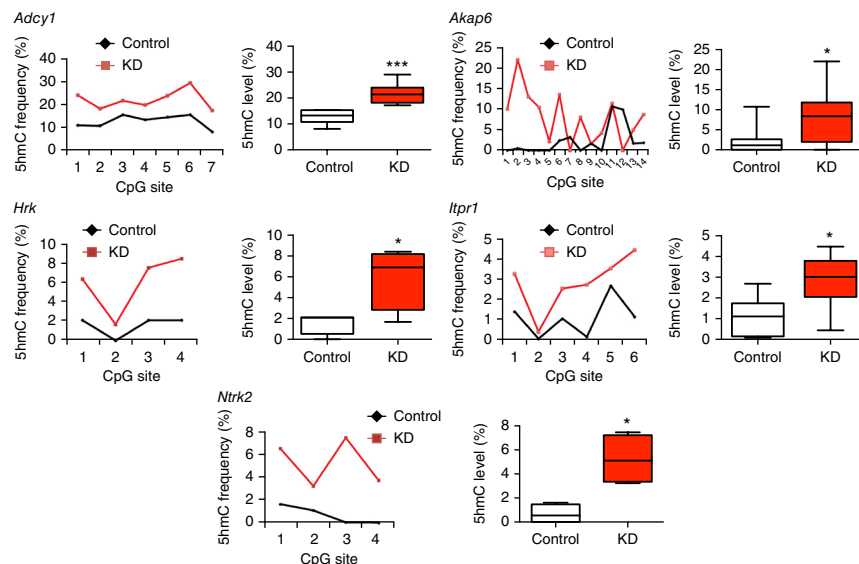 Adcy1
Control
KD
5hmC frequency (%)
40
30
20
10
0
1 2 3 4 5 6 7
CpG site
5hmC level (%)
40
30
20
10
0
***
Control KD
Akap6
Control
KD
5hmC frequency (%)
25
20
15
10
5
0
1 2 3 4 5 6 7 8 9 10 11 12 13 14
CpG site
5hmC level (%)
25
20
15
10
5
0
*
Control KD
Hrk
Control
KD
5hmC frequency (%)
10
8
6
4
2
0
1 2 3 4
CpG site
5hmC level (%)
10
8
6
4
2
0
*
Control KD
Itpr1
Control
KD
5hmC frequency (%)
5
4
3
2
1
0
1 2 3 4 5 6
CpG site
5hmC level (%)
5
4
3
2
1
0
*
Control KD
Ntrk2
Control
KD
5hmC frequency (%)
8
6
4
2
0
1 2 3 4
CpG site
5hmC level (%)
8
6
4
2
0
*
Control KD